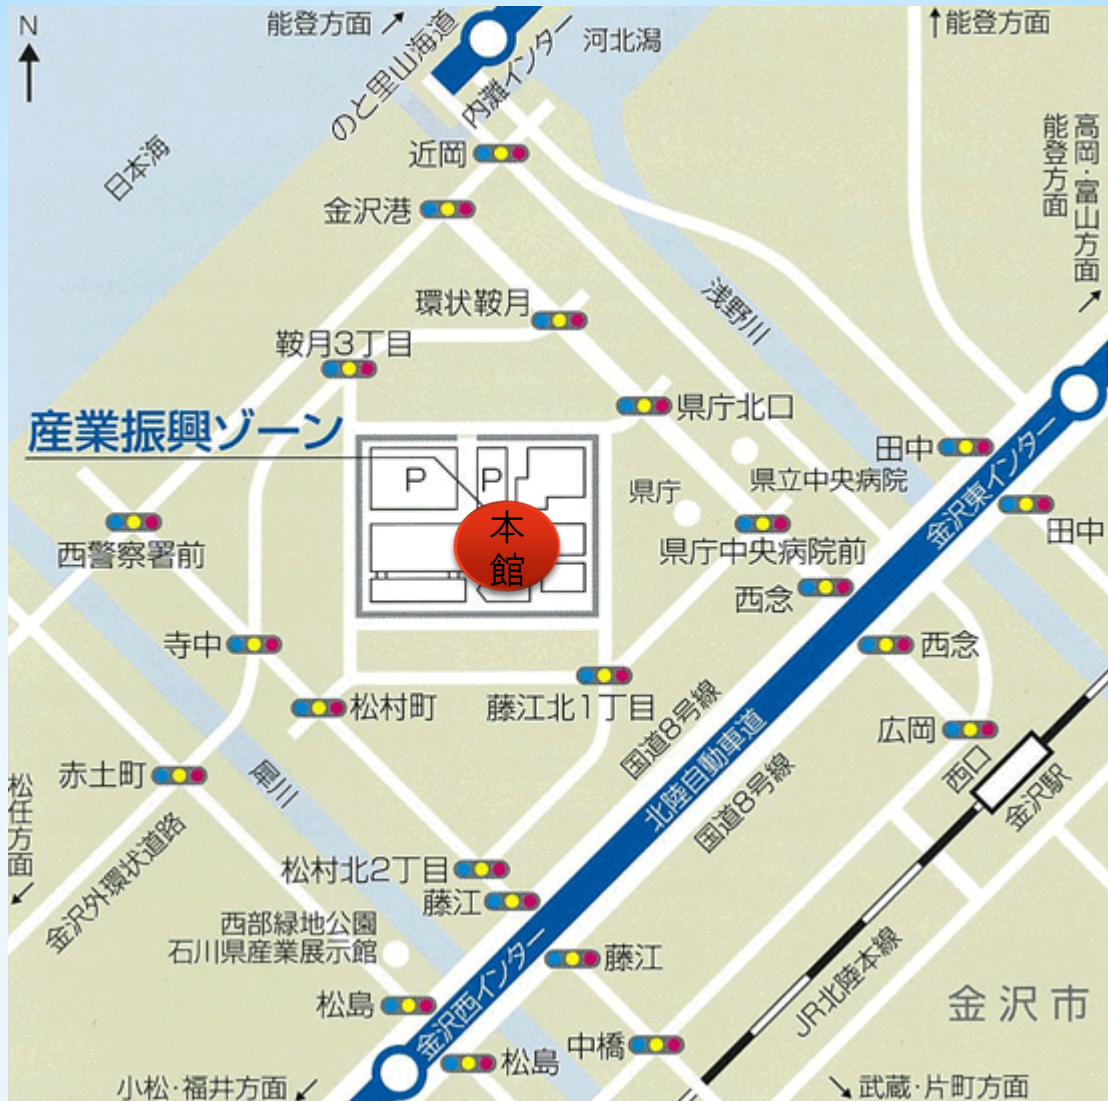 N
能登方面
のと里山海道
内灘インター
河北潟
能登方面
日本海
近岡
高岡・富山方面
能登方面
金沢港
環状鞍月
浅野川
鞍月3丁目
県庁北口
産業振興ゾーン
田中
県立中央病院
P
P
県庁
金沢東インター
本
館
田中
西警察署前
県庁中央病院前
西念
寺中
西念
松村町
藤江北1丁目
国道8号線
広岡
北陸自動車道
西口
金沢駅
赤土町
犀川
国道8号線
松任方面
金沢外環状道路
松村北2丁目
藤江
西部緑地公園
石川県産業展示館
藤江
JR北陸本線
金沢西インター
松島
金沢市
松島
中橋
小松・福井方面
武蔵・片町方面